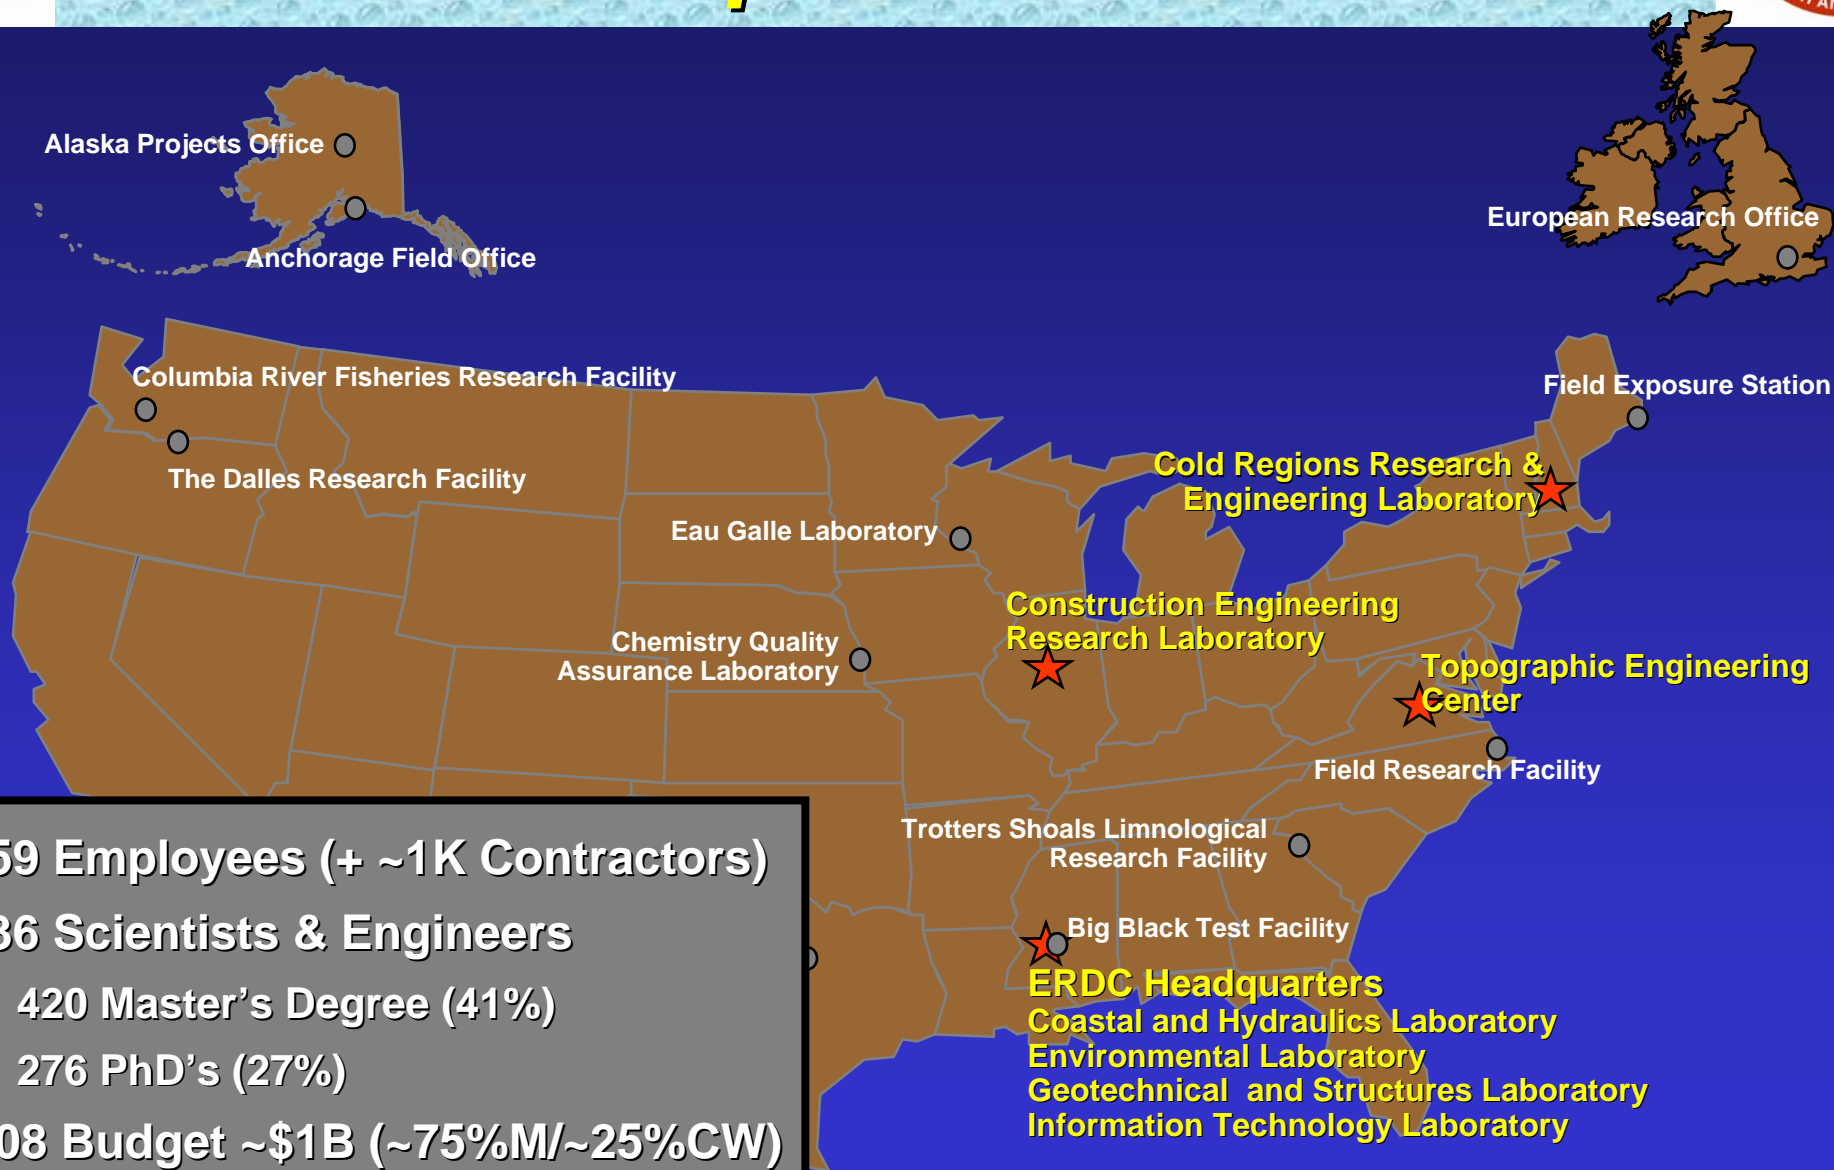 Alaska Projects Office
Anchorage Field Office
European Research Office
Columbia River Fisheries Research Facility
The Dalles Research Facility
Field Exposure Station
Cold Regions Research &
Engineering Laboratory
Eau Galle Laboratory
Construction Engineering
Research Laboratory
Chemistry Quality
Assurance Laboratory
Topographic Engineering
Center
Field Research Facility
Trotters Shoals Limnological
Research Facility
Big Black Test Facility
ERDC Headquarters
Coastal and Hydraulics Laboratory
Environmental Laboratory
Geotechnical and Structures Laboratory
Information Technology Laboratory
59 Employees (+ ~1K Contractors)
36 Scientists & Engineers
420 Master’s Degree (41%)
276 PhD’s (27%)
08 Budget ~$1B (~75%M/~25%CW)